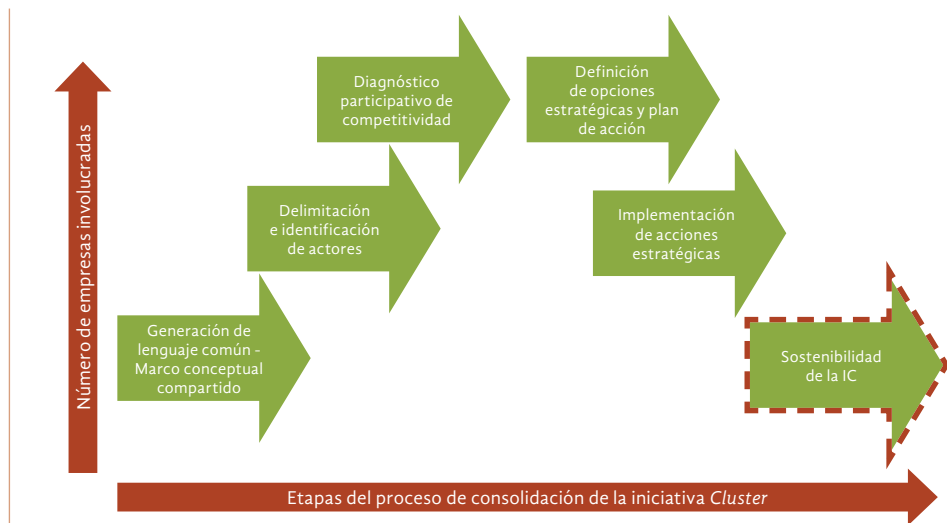 Número de empresas involucradas
Generación de
lenguaje común -
Marco conceptual
compartido
Delimitación
e identificación
de actores
Diagnóstico
participativo de
competitividad
Definición
de opciones
estratégicas y plan
de acción
Implementación
de acciones
estratégicas
Sostenibilidad
de la IC
Etapas del proceso de consolidación de la iniciativa Cluster